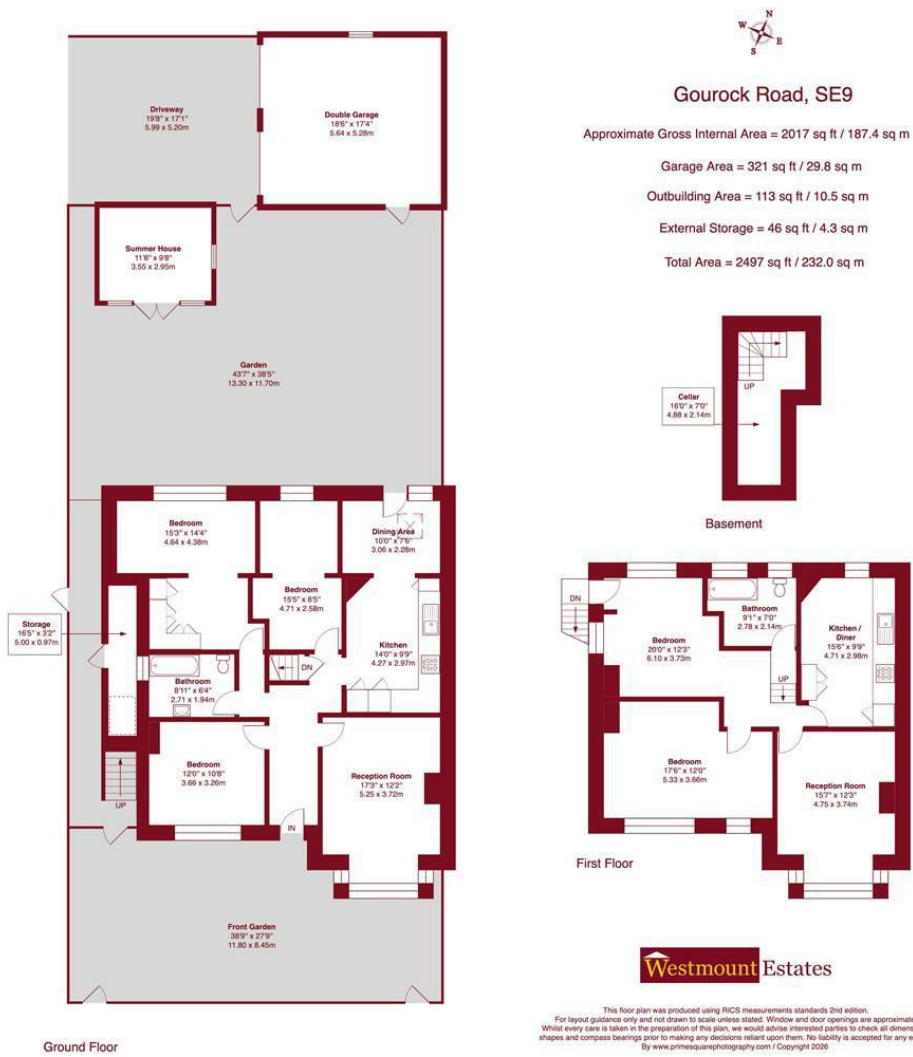 N
W
E
S
Gourock Road, SE9
Approximate Gross Internal Area = 2017 sq ft / 187.4 sq m
Garage Area = 321 sq ft / 29.8 sq m
Outbuilding Area = 113 sq ft / 10.5 sq m
External Storage = 46 sq ft / 4.3 sq m
Total Area = 2497 sq ft / 232.0 sq m
Driveway
19'8" x 17'1"
5.99 x 5.20m
Double Garage
18'6" x 17'4"
5.64 x 5.28m
Summer House
11'8" x 9'8"
3.55 x 2.95m
Garden
43'7" x 38'5"
13.30 x 11.70m
Bedroom
15'3" x 14'4"
4.64 x 4.38m
Bedroom
15'5" x 8'5"
4.71 x 2.58m
Dining Area
10'0" x 7'6"
3.06 x 2.28m
Kitchen
14'0" x 9'9"
4.27 x 2.97m
Storage
16'5" x 3'2"
5.00 x 0.97m
Bathroom
8'11" x 6'4"
2.71 x 1.94m
DN
Bedroom
12'0" x 10'8"
3.66 x 3.26m
Reception Room
17'3" x 12'2"
5.25 x 3.72m
UP
IN
Front Garden
38'9" x 27'9"
11.80 x 8.45m
Ground Floor
UP
Cellar
16'0" x 7'0"
4.88 x 2.14m
Basement
DN
Bathroom
9'1" x 7'0"
2.78 x 2.14m
Bedroom
20'0" x 12'3"
6.10 x 3.73m
Kitchen /
Diner
15'6" x 9'9"
4.71 x 2.98m
UP
Bedroom
17'6" x 12'0"
5.33 x 3.66m
Reception Room
15'7" x 12'3"
4.75 x 3.74m
First Floor
Westmount Estates
This floor plan was produced using RICS measurements standards 2nd edition.
For layout guidance only and not drawn to scale unless stated. Window and door openings are approximate
Whilst every care is taken in the preparation of this plan, we would advise interested parties to check all dimens
shapes and compass bearings prior to making any decisions reliant upon them. No liability is accepted for any e
By www.primesquarephotography.com / Copyright 2026